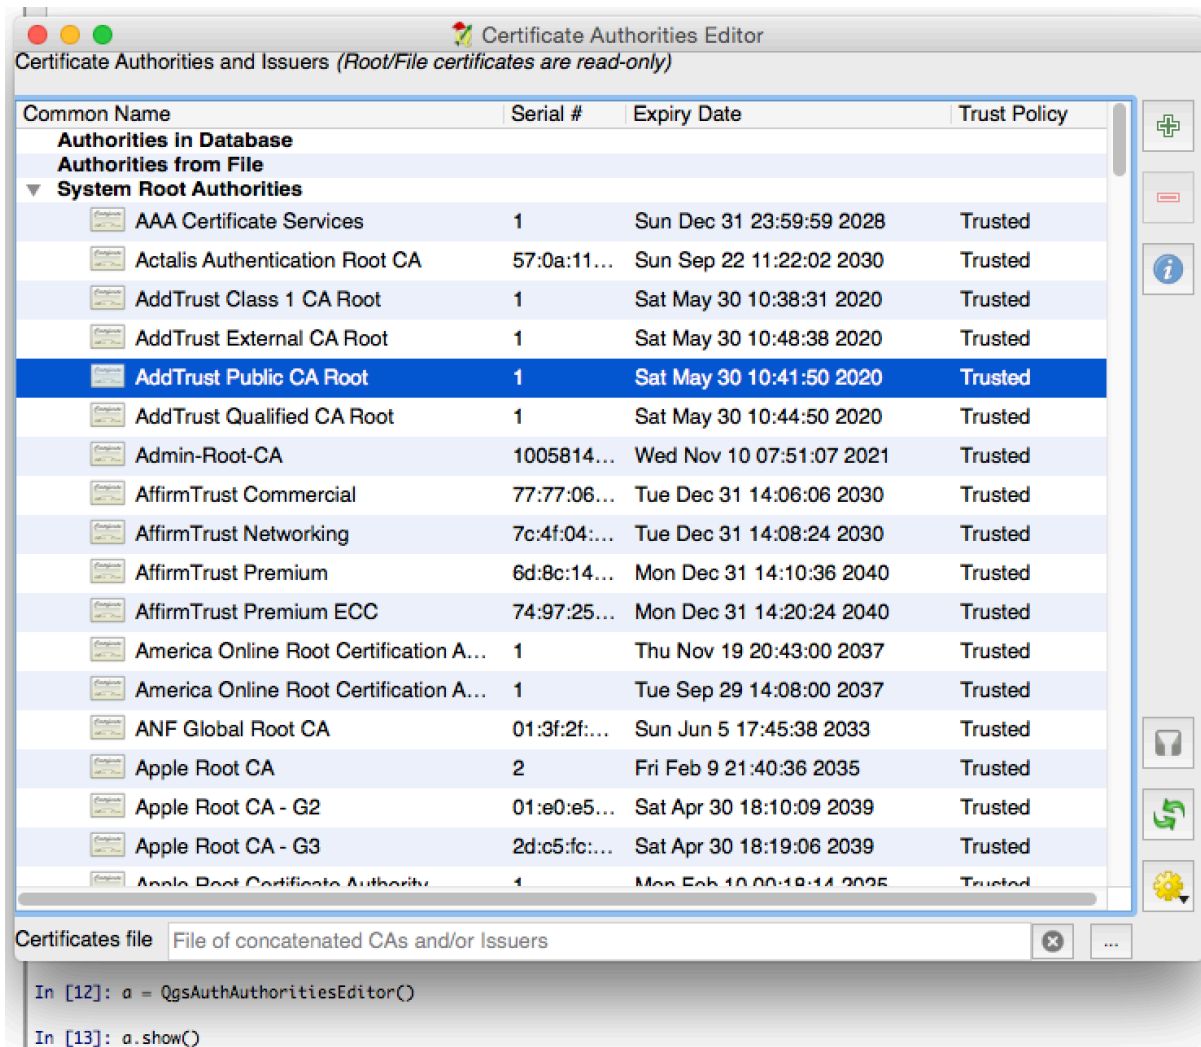 Certificate Authorities Editor
Certificate Authorities and Issuers (Root/File certificates are read-only)
Common Name Serial # Expiry Date Trust Policy
Authorities in Database
Authorities from File
System Root Authorities
AAA Certificate Services 1 Sun Dec 31 23:59:59 2028 Trusted
Actalis Authentication Root CA 57:0a:11... Sun Sep 22 11:22:02 2030 Trusted
AddTrust Class 1 CA Root 1 Sat May 30 10:38:31 2020 Trusted
AddTrust External CA Root 1 Sat May 30 10:48:38 2020 Trusted
AddTrust Public CA Root 1 Sat May 30 10:41:50 2020 Trusted
AddTrust Qualified CA Root 1 Sat May 30 10:44:50 2020 Trusted
Admin-Root-CA 1005814... Wed Nov 10 07:51:07 2021 Trusted
AffirmTrust Commercial 77:77:06... Tue Dec 31 14:06:06 2030 Trusted
AffirmTrust Networking 7c:4f:04:... Tue Dec 31 14:08:24 2030 Trusted
AffirmTrust Premium 6d:8c:14... Mon Dec 31 14:10:36 2040 Trusted
AffirmTrust Premium ECC 74:97:25... Mon Dec 31 14:20:24 2040 Trusted
America Online Root Certification A... 1 Thu Nov 19 20:43:00 2037 Trusted
America Online Root Certification A... 1 Tue Sep 29 14:08:00 2037 Trusted
ANF Global Root CA 01:3f:2f:... Sun Jun 5 17:45:38 2033 Trusted
Apple Root CA 2 Fri Feb 9 21:40:36 2035 Trusted
Apple Root CA - G2 01:e0:e5... Sat Apr 30 18:10:09 2039 Trusted
Apple Root CA - G3 2d:c5:fc:... Sat Apr 30 18:19:06 2039 Trusted
Apple Root Certificate Authority 1 Mon Feb 10 00:18:14 2025 Trusted
Certificates file File of concatenated CAs and/or Issuers ...
In [12]: a = QgsAuthAuthoritiesEditor()
In [13]: a.show()